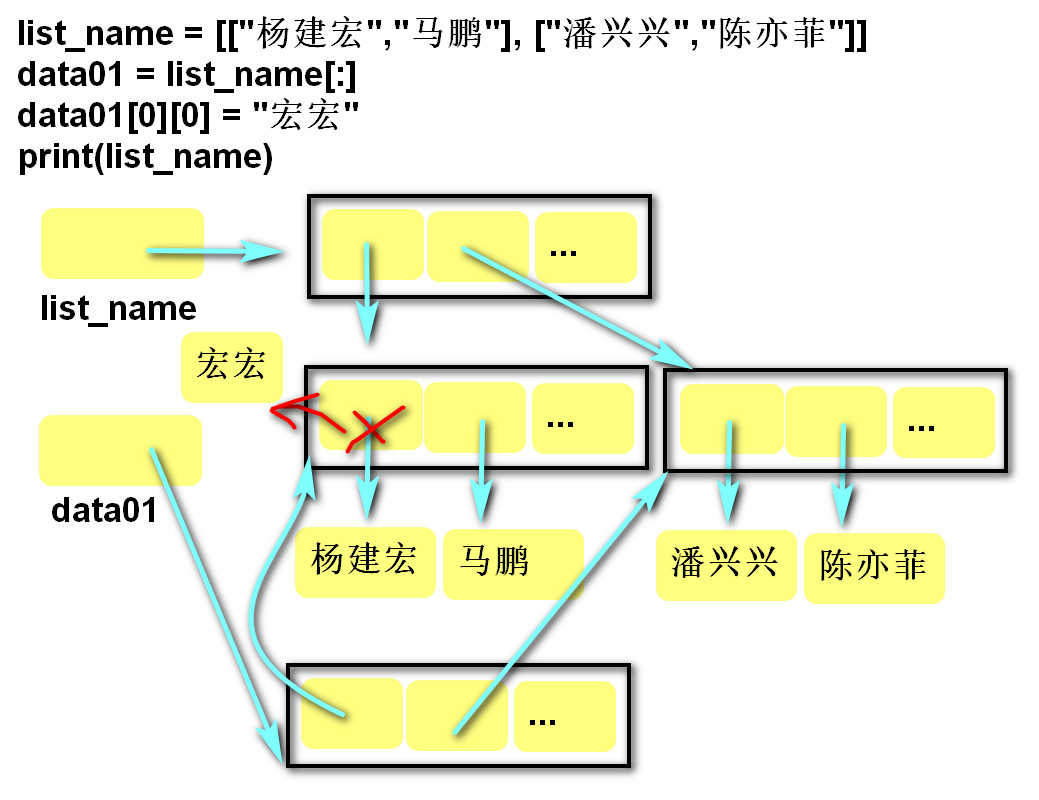 list_name = [["杨建宏","马鹏"], ["潘兴兴","陈亦菲"]]
data01 = list_name[:]
data01[0][0] = "宏宏"
print(list_name)
...
list_name
宏宏
...
...
data01
杨建宏
马鹏
潘兴兴
陈亦菲
...